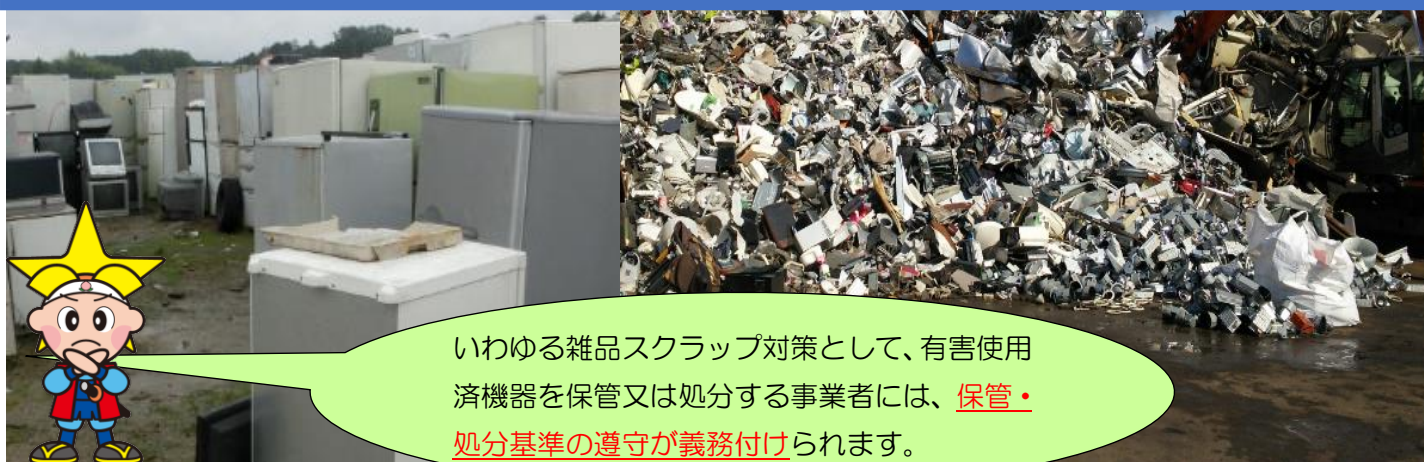 いわゆる雑品スクラップ対策として、有害使用
済機器を保管又は処分する事業者には、保管・
処分基準の遵守が義務付けられます。